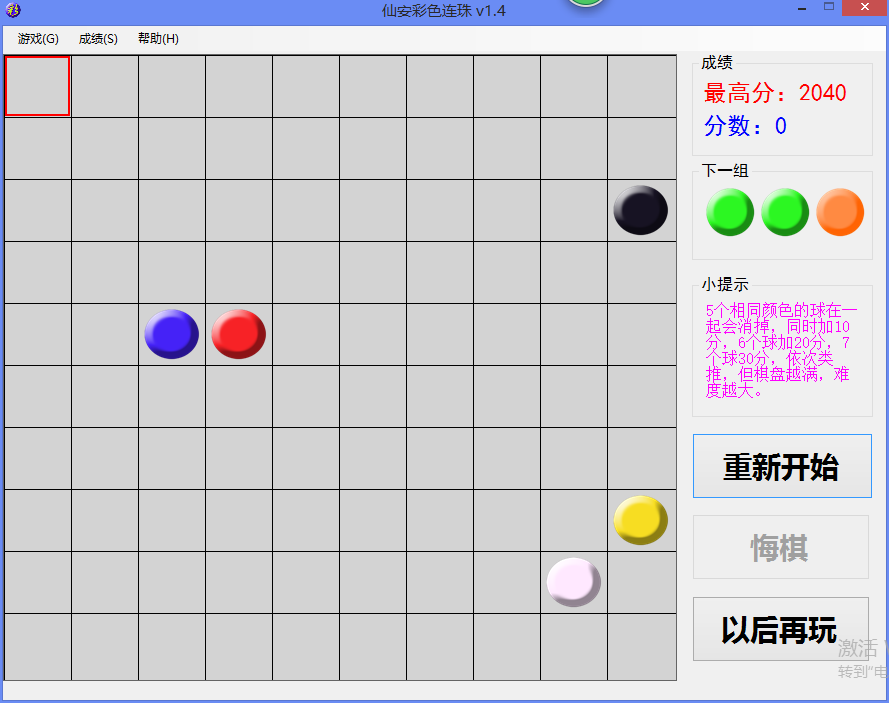 仙安彩色连珠 v1.4
游戏(G) 成绩(S) 帮助(H)
成绩
最高分：2040
分数：0
下一组
小提示
5个相同颜色的球在一
起会消掉，同时加10
分，6个球加20分，7
个球30分，依次类
推，但棋盘越满，难
度越大。
重新开始
悔棋
以后再玩
激活
转到"电